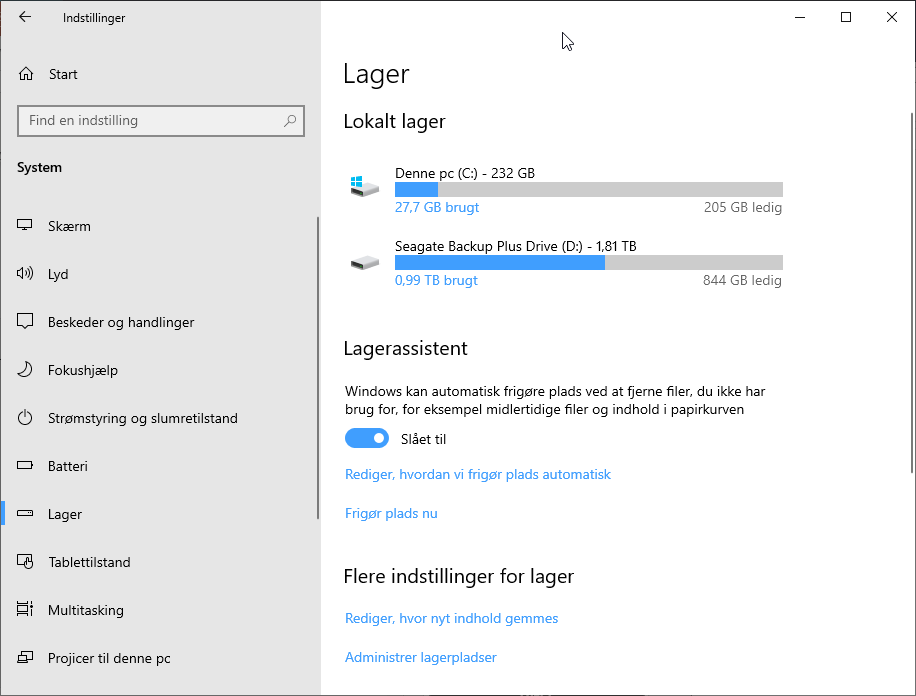 Indstillinger
Start
Find en indstilling
System
Skærm
Lyd
Beskeder og handlinger
Fokushjælp
Strømstyring og slumretilstand
Batteri
Lager
Tablettilstand
Multitasking
Projicer til denne pc
Lager
Lokalt lager
Denne pc (C:) - 232 GB
27,7 GB brugt
205 GB ledig
Seagate Backup Plus Drive (D:) - 1,81 TB
0,99 TB brugt
844 GB ledig
Lagerassistent
Windows kan automatisk frigøre plads ved at fjerne filer, du ikke har
brug for, for eksempel midlertidige filer og indhold i papirkurven
Slået til
Rediger, hvordan vi frigør plads automatisk
Frigør plads nu
Flere indstillinger for lager
Rediger, hvor nyt indhold gemmes
Administrer lagerpladser